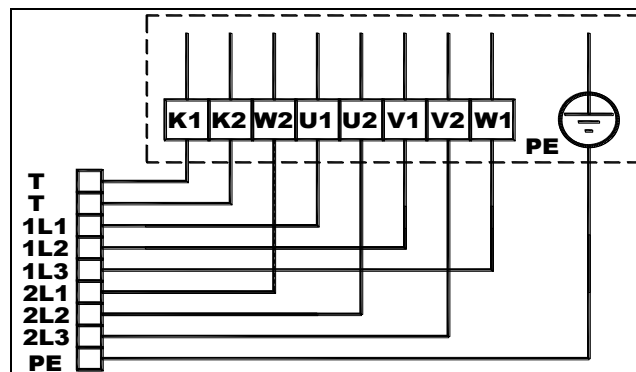 K1 K2 W2 U1 U2 V1 V2 W1
PE
T
T
1L1
1L2
1L3
2L1
2L2
2L3
PE